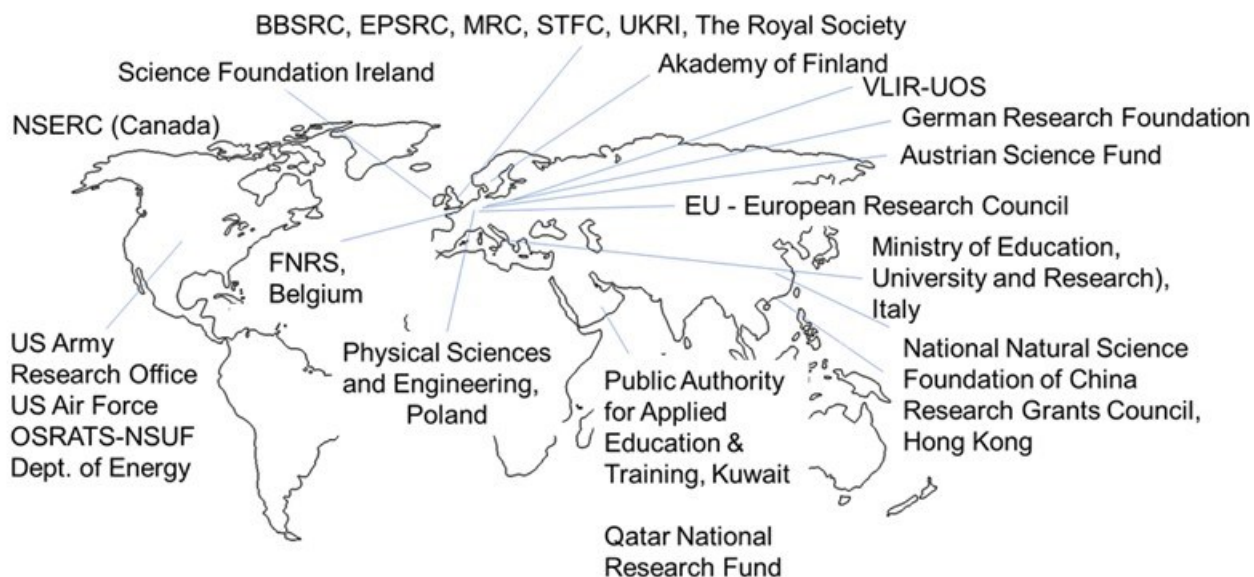 BBSRC, EPSRC, MRC, STFC, UKRI, The Royal Society
Science Foundation Ireland
Akademy of Finland
VLIR-UOS
NSERC (Canada)
German Research Foundation
Austrian Science Fund
EU - European Research Council
FNRS,
Belgium
Ministry of Education,
University and Research),
Italy
US Army
Research Office
US Air Force
OSRATS-NSUF
Dept. of Energy
Physical Sciences
and Engineering,
Poland
Public Authority
for Applied
Education &
Training, Kuwait
National Natural Science
Foundation of China
Research Grants Council,
Hong Kong
Qatar National
Research Fund